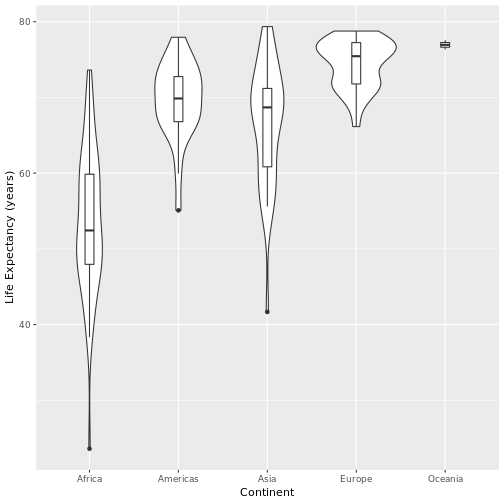 80
60
40
Life Expectancy (years)
Africa Americas Asia Europe Oceania
Continent